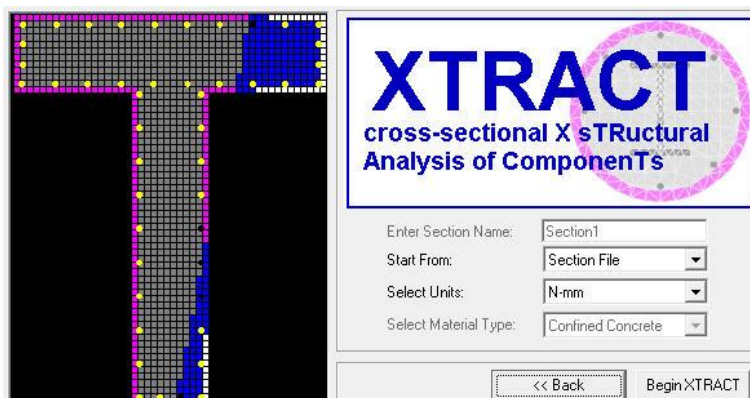 XTRACT
cross-sectional X sTRuctural
Analysis of ComponenTs
Enter Section Name: Section1
Start From: Section File
Select Units: N-mm
Select Material Type: Confined Concrete
<< Back Begin XTRACT